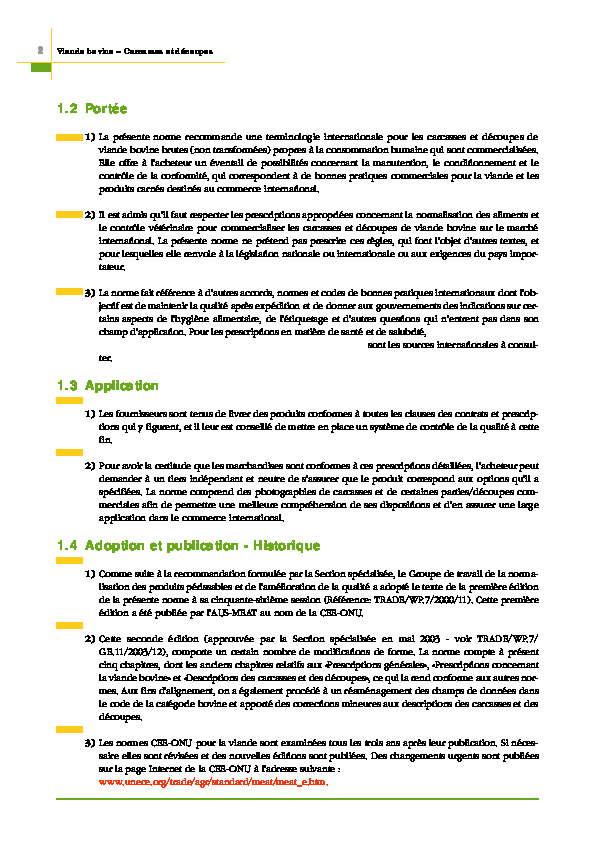 2
Viande bovine – Carcasses et découpes
1.2 Portée
1) La présente norme recommande une terminologie internationale pour les carcasses et découpes de
viande bovine brutes (non transformées) propres à la consommation humaine qui sont commercialisées.
Elle offre à l'acheteur un éventail de possibilités concernant la manutention, le conditionnement et le
contrôle de la conformité, qui correspondent à de bonnes pratiques commerciales pour la viande et les
produits carnés destinés au commerce international.
2) Il est admis qu'il faut respecter les prescriptions appropriées concernant la normalisation des aliments et
le contrôle vétérinaire pour commercialiser les carcasses et découpes de viande bovine sur le marché
international. La présente norme ne prétend pas prescrire ces règles, qui font l'objet d'autres textes, et
pour lesquelles elle renvoie à la législation nationale ou internationale ou aux exigences du pays impor-
tateur.
3) La norme fait référence à d'autres accords, normes et codes de bonnes pratiques internationaux dont l'ob-
jectif est de maintenir la qualité après expédition et de donner aux gouvernements des indications sur cer-
tains aspects de l'hygiène alimentaire, de l'étiquetage et d'autres questions qui n'entrent pas dans son
champ d'application. Pour les prescriptions en matière de santé et de salubrité,
sont les sources internationales à consul-
ter.
1.3 Application
1) Les fournisseurs sont tenus de livrer des produits conformes à toutes les clauses des contrats et prescrip-
tions qui y figurent, et il leur est conseillé de mettre en place un système de contrôle de la qualité à cette
fin.
2) Pour avoir la certitude que les marchandises sont conformes à ces prescriptions détaillées, l'acheteur peut
demander à un tiers indépendant et neutre de s'assurer que le produit correspond aux options qu'il a
spécifiées. La norme comprend des photographies de carcasses et de certaines parties/découpes com-
merciales afin de permettre une meilleure compréhension de ses dispositions et d'en assurer une large
application dans le commerce international.
1.4 Adoption et publication - Historique
1) Comme suite à la recommandation formulée par la Section spécialisée, le Groupe de travail de la norma-
lisation des produits périssables et de l'amélioration de la qualité a adopté le texte de la première édition
de la présente norme à sa cinquante-sixième session (Référence: TRADE/WP.7/2000/11). Cette première
édition a été publiée par l'AUS-MEAT au nom de la CEE-ONU.
2) Cette seconde édition (approuvée par la Section spécialisée en mai 2003 - voir TRADE/WP.7/
GE.11/2003/12), comporte un certain nombre de modifications de forme. La norme compte à présent
cinq chapitres, dont les anciens chapitres relatifs aux «Prescriptions générales», «Prescriptions concernant
la viande bovine» et «Descriptions des carcasses et des découpes», ce qui la rend conforme aux autres nor-
mes. Aux fins d'alignement, on a également procédé à un réaménagement des champs de données dans
le code de la catégorie bovine et apporté des corrections mineures aux descriptions des carcasses et des
découpes.
3) Les normes CEE-ONU pour la viande sont examinées tous les trois ans après leur publication. Si néces-
saire elles sont révisées et des nouvelles éditions sont publiées. Des changements urgents sont publiées
sur la page Internet de la CEE-ONU à l'adresse suivante :
www.unece.org/trade/agr/standard/meat/meat_e.htm.